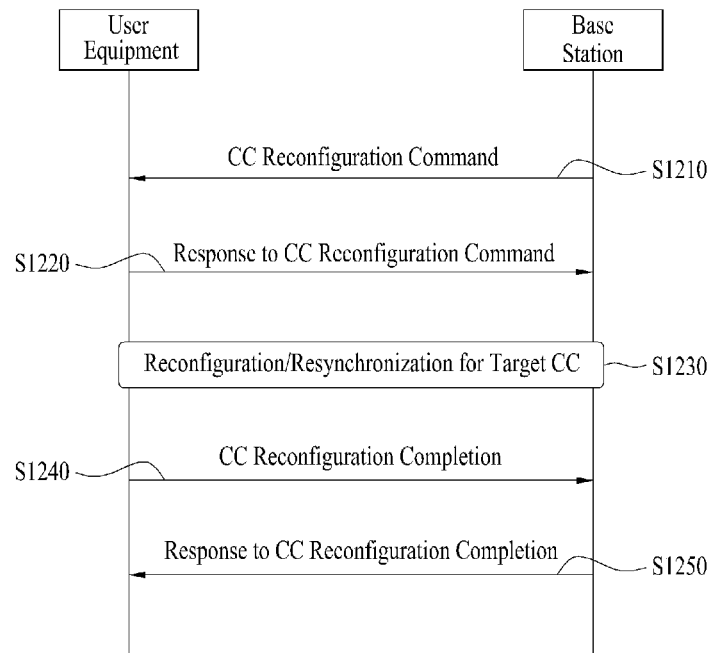 User
Equipment
Base
Station
CC Reconfiguration Command
S1210
Response to CC Reconfiguration Command
S1220
Reconfiguration/Resynchronization for Target CC
S1230
CC Reconfiguration Completion
S1240
Response to CC Reconfiguration Completion
S1250